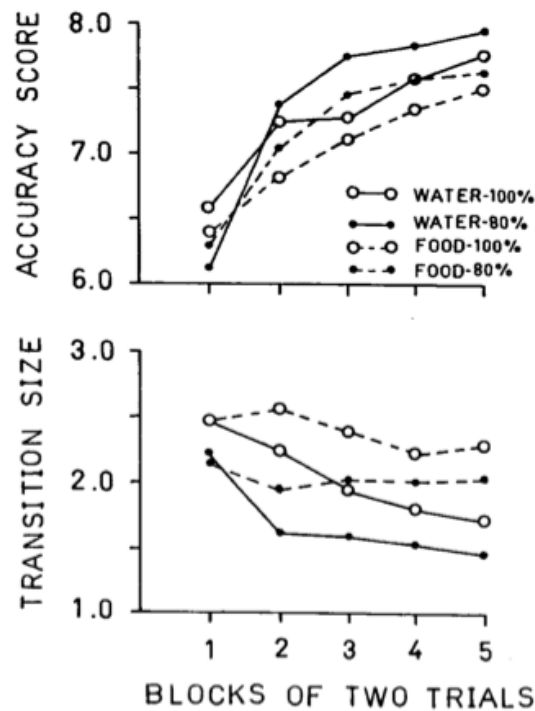 ACCURACY SCORE
8.0
7.0
6.0
WATER-100%
WATER-80%
FOOD-100%
FOOD-80%
TRANSITION SIZE
3.0
2.0
1.0
1 2 3 4 5
BLOCKS OF TWO TRIALS